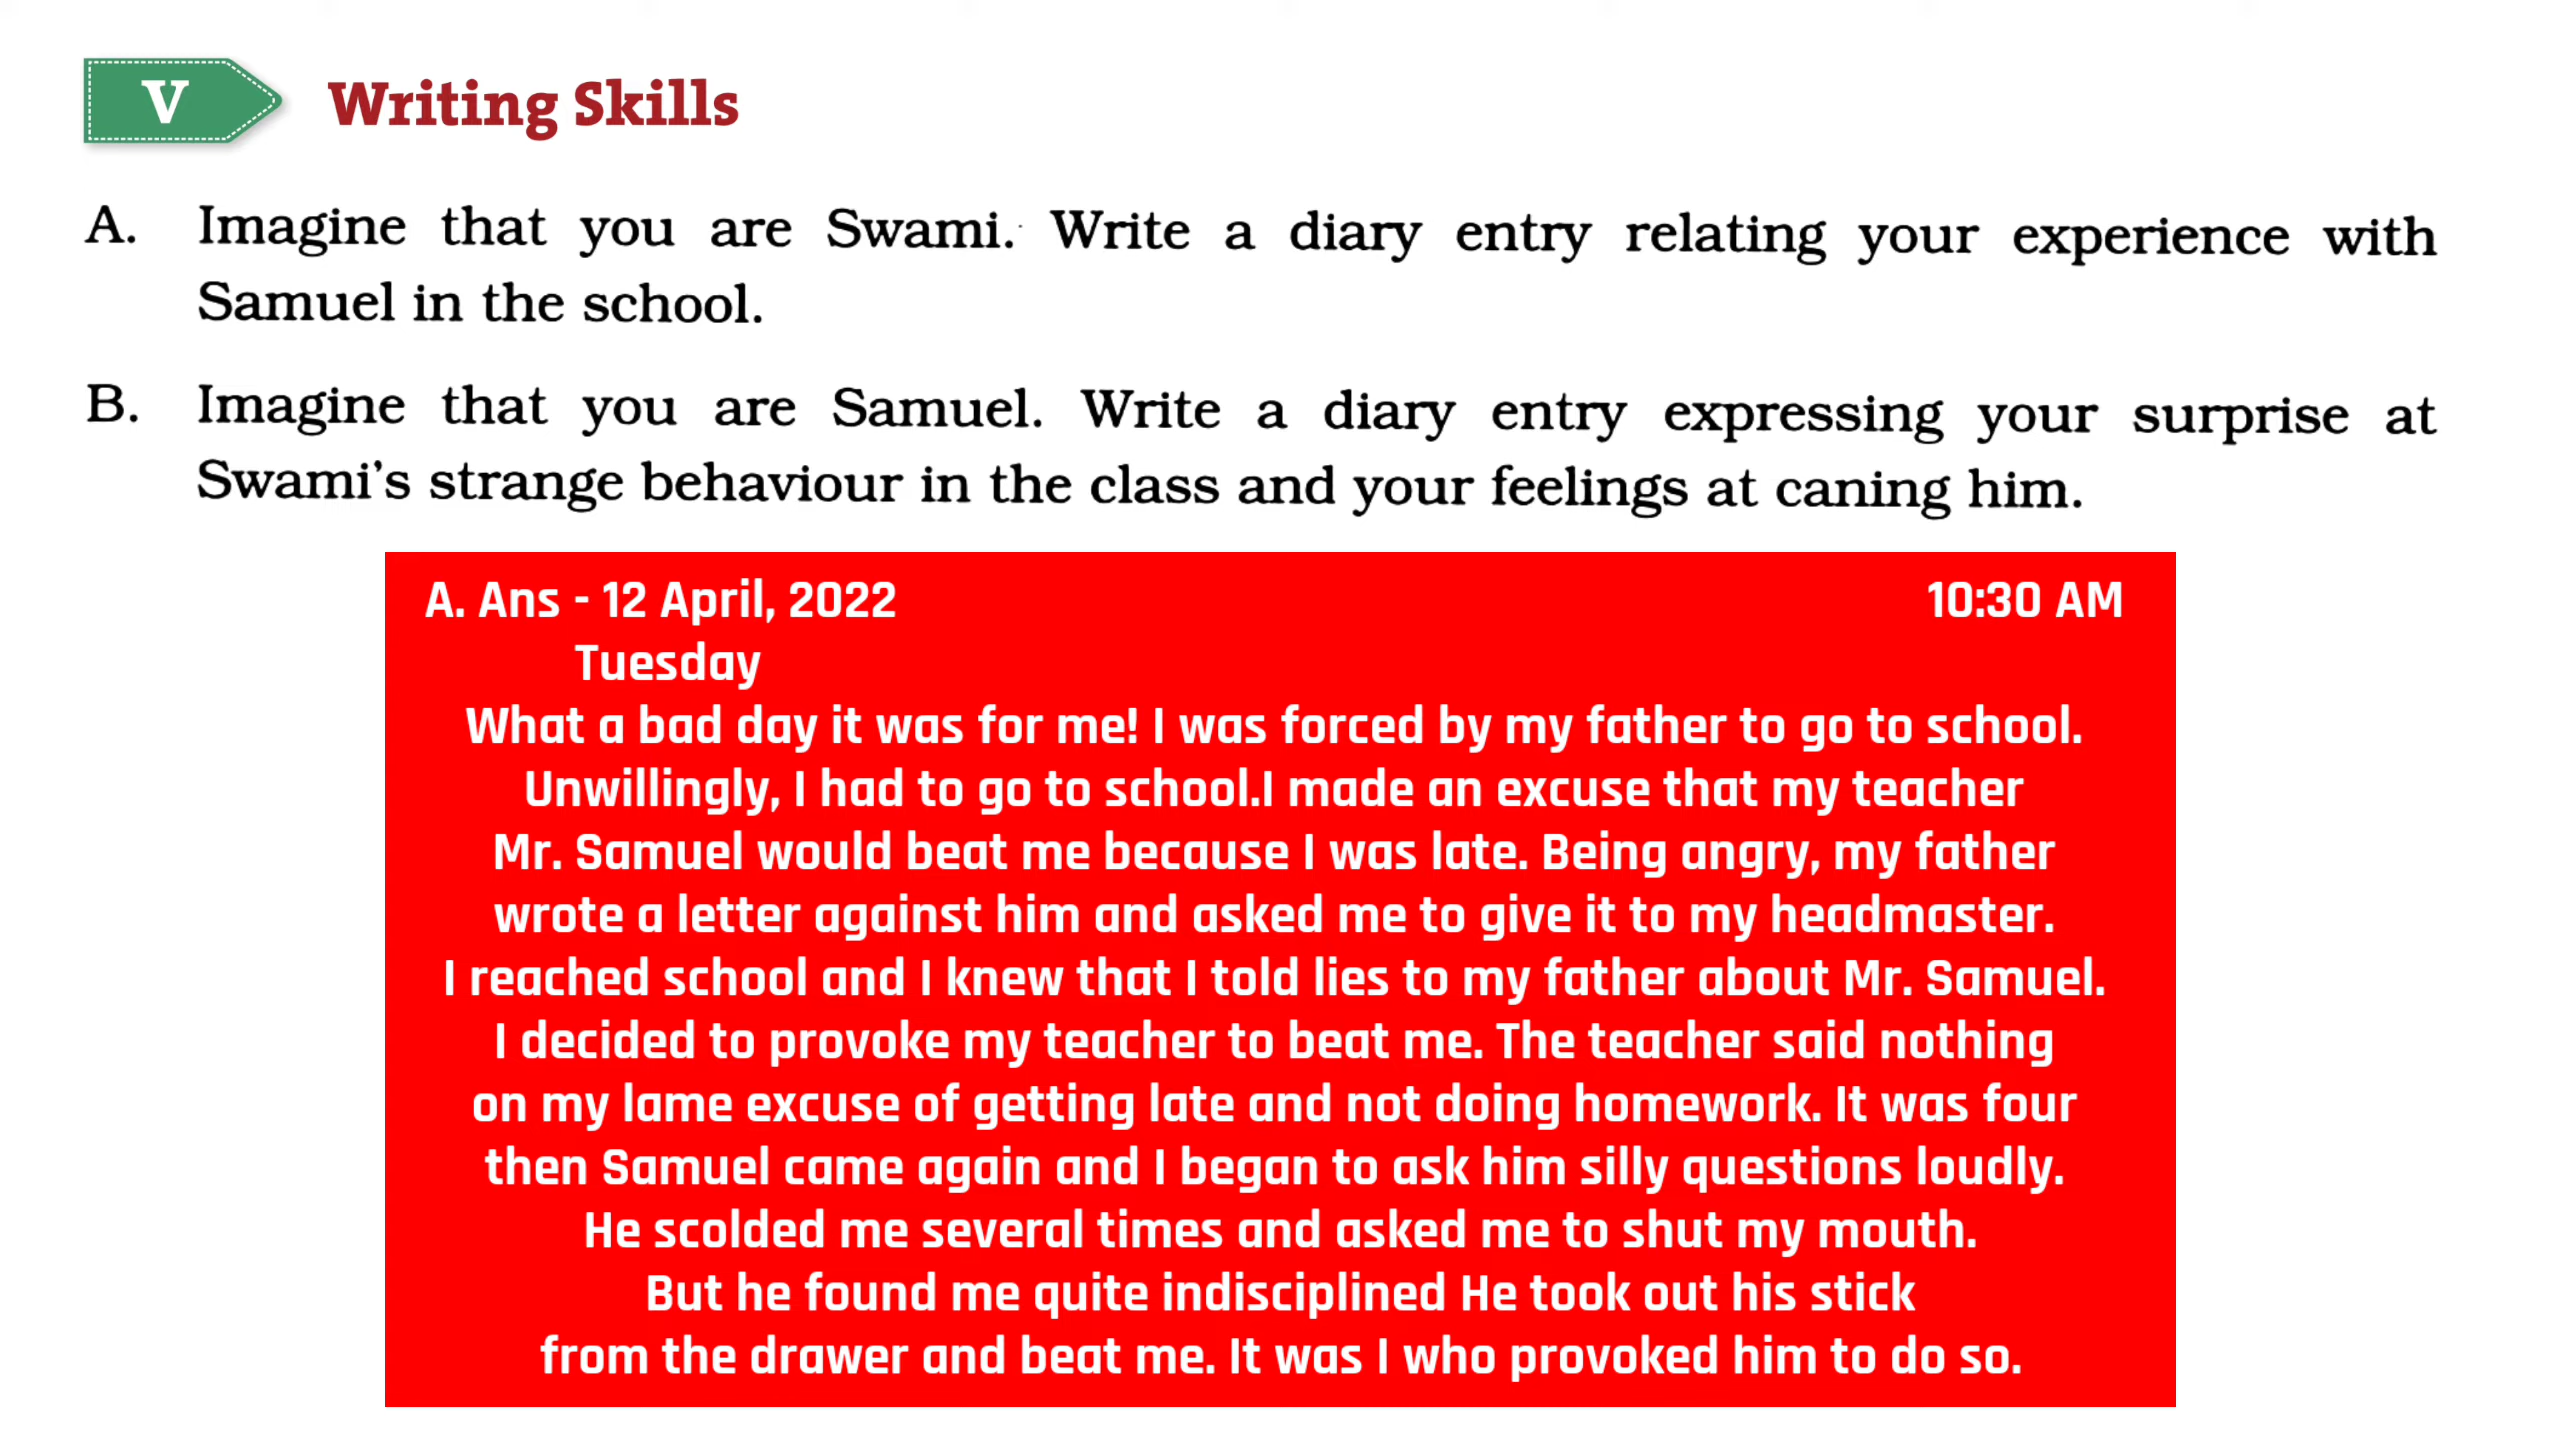 V
Writing Skills
A. Imagine that you are Swami. Write a diary entry relating your experience with
Samuel in the school.
B. Imagine that you are Samuel. Write a diary entry expressing your surprise at
Swami's strange behaviour in the class and your feelings at caning him.
A. Ans - 12 April, 2022 10:30 AM
Tuesday
What a bad day it was for me! I was forced by my father to go to school.
Unwillingly, I had to go to school.I made an excuse that my teacher
Mr. Samuel would beat me because I was late. Being angry, my father
wrote a letter against him and asked me to give it to my headmaster.
I reached school and I knew that I told lies to my father about Mr. Samuel.
I decided to provoke my teacher to beat me. The teacher said nothing
on my lame excuse of getting late and not doing homework. It was four
then Samuel came again and I began to ask him silly questions loudly.
He scolded me several times and asked me to shut my mouth.
But he found me quite indisciplined He took out his stick
from the drawer and beat me. It was I who provoked him to do so.